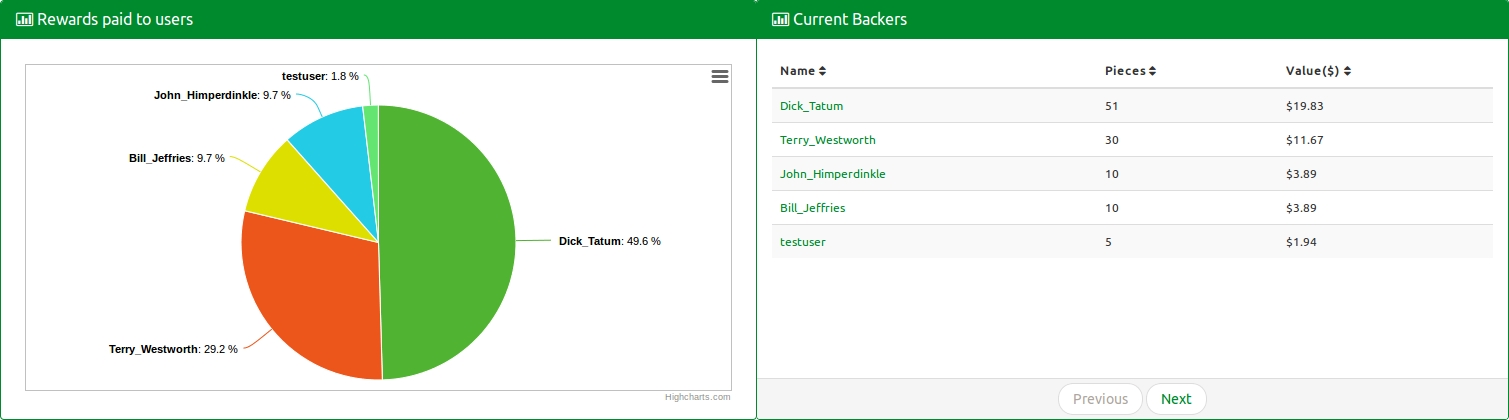 Rewards paid to users
testuser: 1.8 %
John_Himperdinkle: 9.7 %
Bill_Jeffries: 9.7 %
Dick_Tatum: 49.6 %
Terry_Westworth: 29.2 %
Highcharts.com
Current Backers
Name Pieces Value($)
Dick_Tatum 51 $19.83
Terry_Westworth 30 $11.67
John_Himperdinkle 10 $3.89
Bill_Jeffries 10 $3.89
testuser 5 $1.94
Previous Next